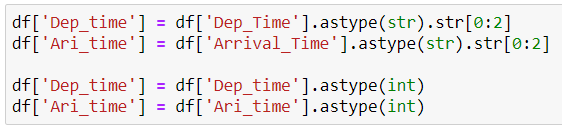 df['Dep_time'] = df['Dep_Time'].astype(str).str[0:2]
df['Ari_time'] = df['Arrival_Time'].astype(str).str[0:2]
df['Dep_time'] = df['Dep_time'].astype(int)
df['Ari_time'] = df['Ari_time'].astype(int)